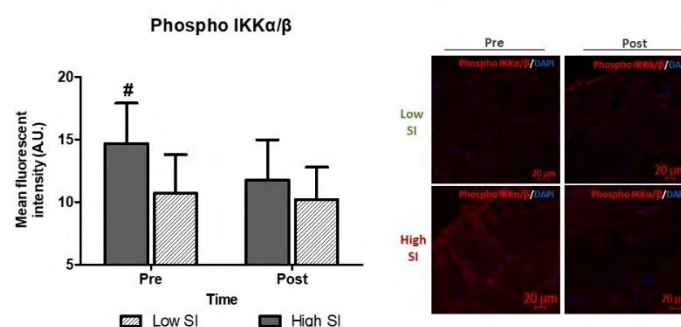 Phospho IKKα/β
#
20
15
10
5
Mean fluorescent
intensity (A.U.)
Pre
Post
Time
Low SI
High SI
Pre
Post
Low
SI
Phospho IKKα/β/DAPI
20 μm
Phospho IKKα/β/DAPI
20 μm
High
SI
Phospho IKKα/β/DAPI
20 μm
Phospho IKKα/β/DAPI
20 μm